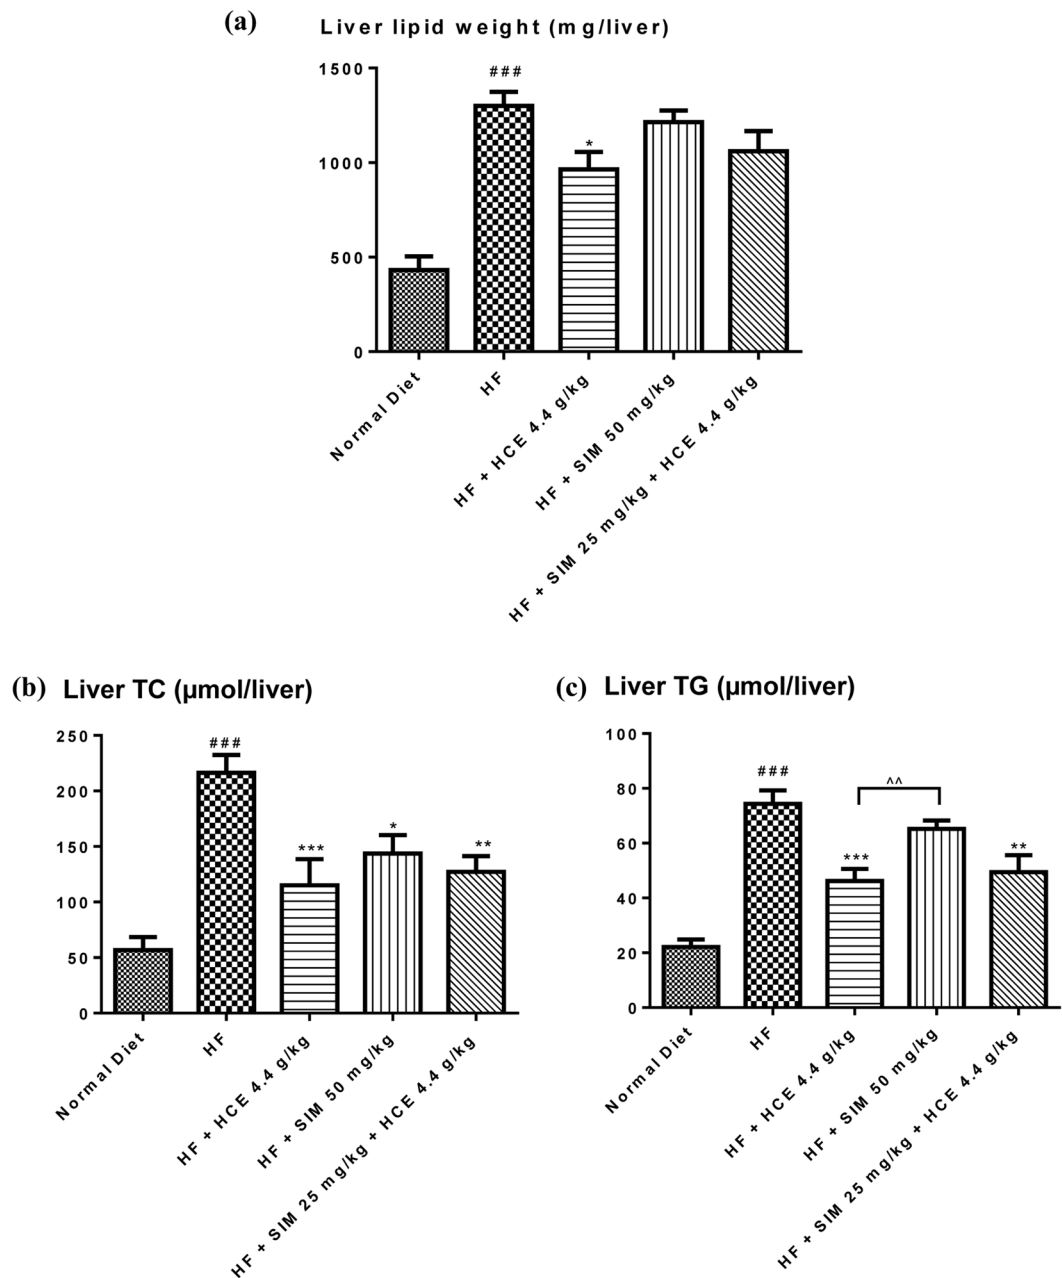 (a)
Liver lipid weight (mg/liver)
1500
1000
500
0
###
*
Normal Diet
HF
HF + HCE 4.4 g/kg
HF + SIM 50 mg/kg
HF + SIM 25 mg/kg + HCE 4.4 g/kg
(b) Liver TC (µmol/liver)
250
200
150
100
50
0
###
***
*
**
Normal Diet
HF
HF + HCE 4.4 g/kg
HF + SIM 50 mg/kg
HF + SIM 25 mg/kg + HCE 4.4 g/kg
(c) Liver TG (µmol/liver)
100
80
60
40
20
0
###
***
^^
**
Normal Diet
HF
HF + HCE 4.4 g/kg
HF + SIM 50 mg/kg
HF + SIM 25 mg/kg + HCE 4.4 g/kg